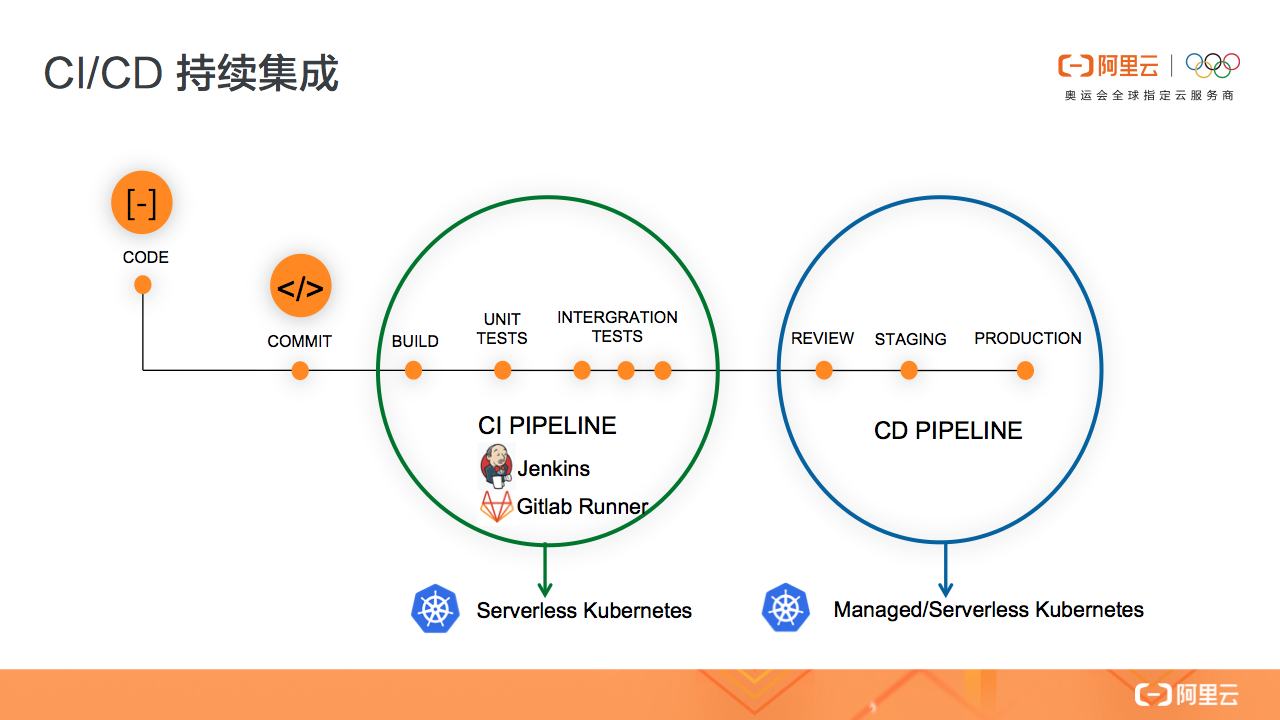 CI/CD 持续集成
阿里云
奥运会全球指定云服务商
[-]
CODE
</>
COMMIT
BUILD
UNIT
TESTS
INTERGRATION
TESTS
REVIEW
STAGING
PRODUCTION
CI PIPELINE
Jenkins
Gitlab Runner
CD PIPELINE
Serverless Kubernetes
Managed/Serverless Kubernetes
阿里云